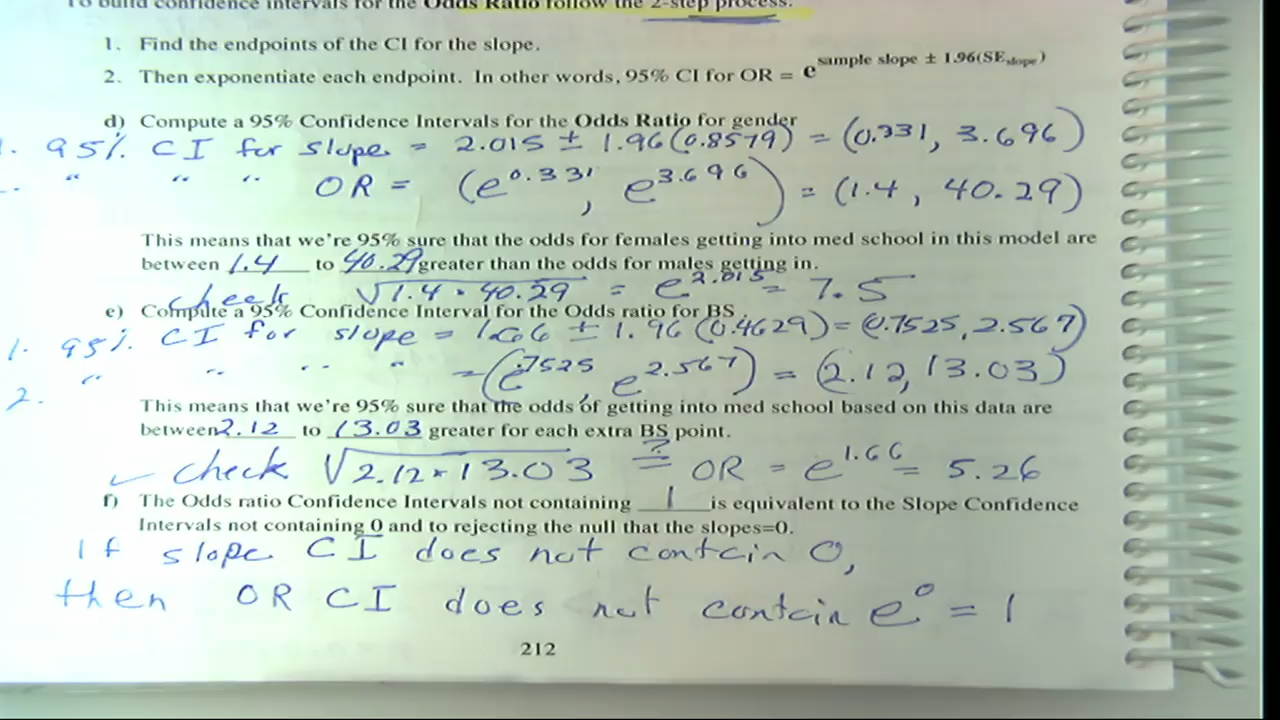 To build confidence intervals for the Odds Ratio follow the 2-step process:
1. Find the endpoints of the CI for the slope.
2. Then exponentiate each endpoint. In other words, 95% CI for OR = e^sample slope ± 1.96(SE_slope)
d) Compute a 95% Confidence Intervals for the Odds Ratio for gender
1. 95% CI for slope = 2.015 ± 1.96(0.8579) = (0.331, 3.696)
" " " OR = (e^0.331, e^3.696) = (1.4, 40.29)
This means that we're 95% sure that the odds for females getting into med school in this model are
between 1.4 to 40.29 greater than the odds for males getting in.
check √1.4 * 40.29 = e^2.015 = 7.5
e) Compute a 95% Confidence Interval for the Odds ratio for BS.
1. 95% CI for slope = 1.66 ± 1.96(0.4629) = (0.7525, 2.567)
2. " " " " = (e^.7525, e^2.567) = (2.12, 13.03)
This means that we're 95% sure that the odds of getting into med school based on this data are
between 2.12 to 13.03 greater for each extra BS point.
✓ check √2.12 * 13.03 ≟ OR = e^1.66 = 5.26
f) The Odds ratio Confidence Intervals not containing 1 is equivalent to the Slope Confidence
Intervals not containing 0 and to rejecting the null that the slopes=0.
If slope CI does not contain 0,
then OR CI does not contain e^0 = 1
212